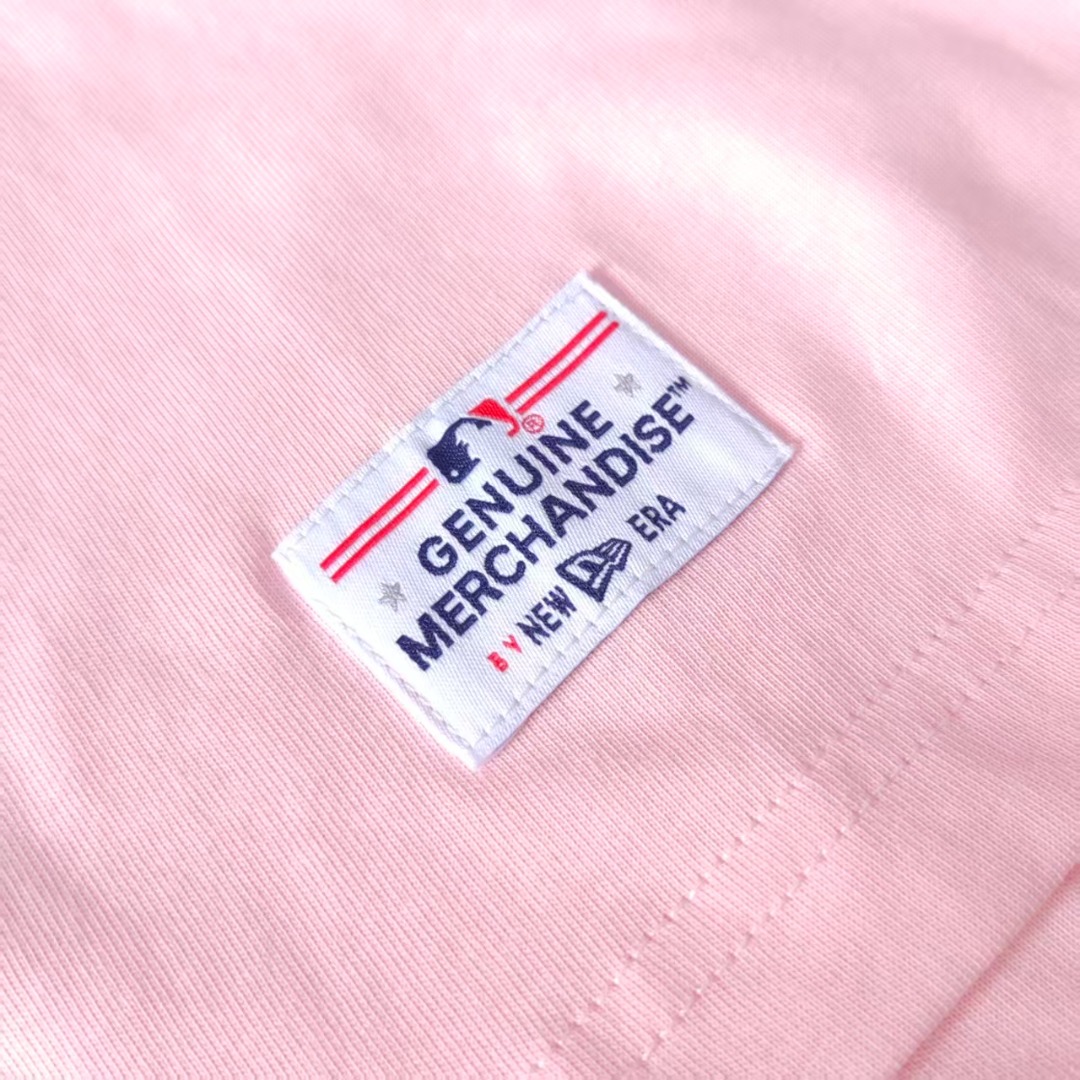 ®
GENUINE
MERCHANDISE™
BY NEW ERA